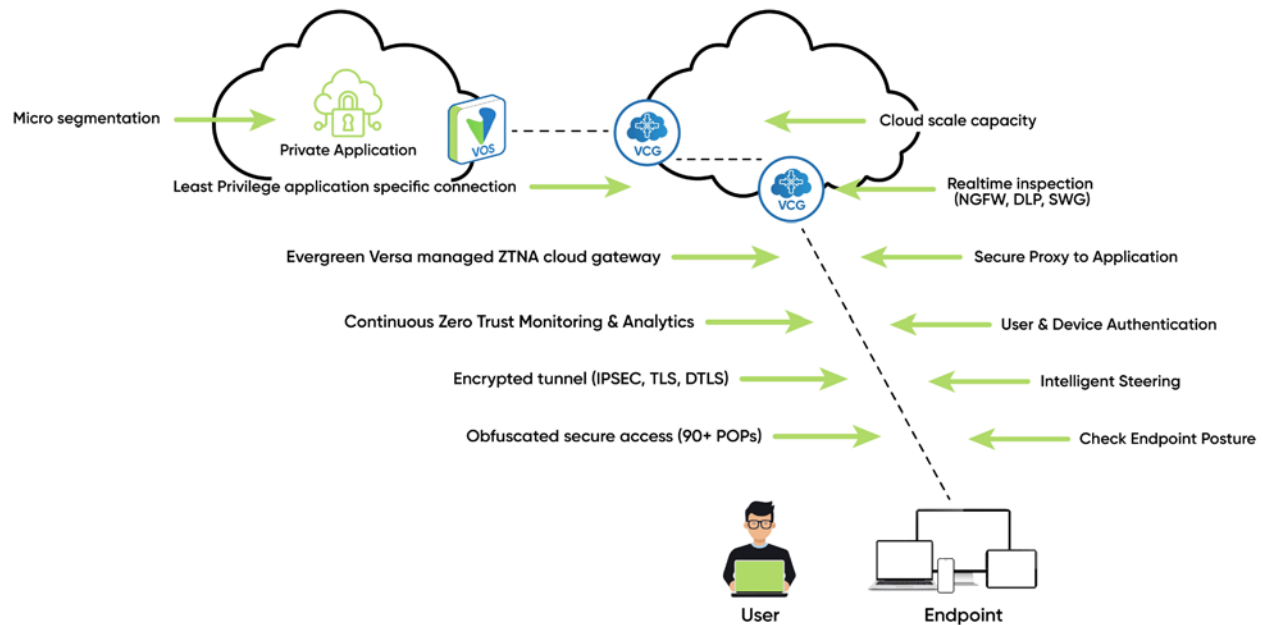 Micro segmentation
Private Application
VOS
VCG
Cloud scale capacity
Least Privilege application specific connection
VCG
Realtime inspection
(NGFW, DLP, SWG)
Evergreen Versa managed ZTNA cloud gateway
Secure Proxy to Application
Continuous Zero Trust Monitoring & Analytics
User & Device Authentication
Encrypted tunnel (IPSEC, TLS, DTLS)
Intelligent Steering
Obfuscated secure access (90+ POPs)
Check Endpoint Posture
User
Endpoint